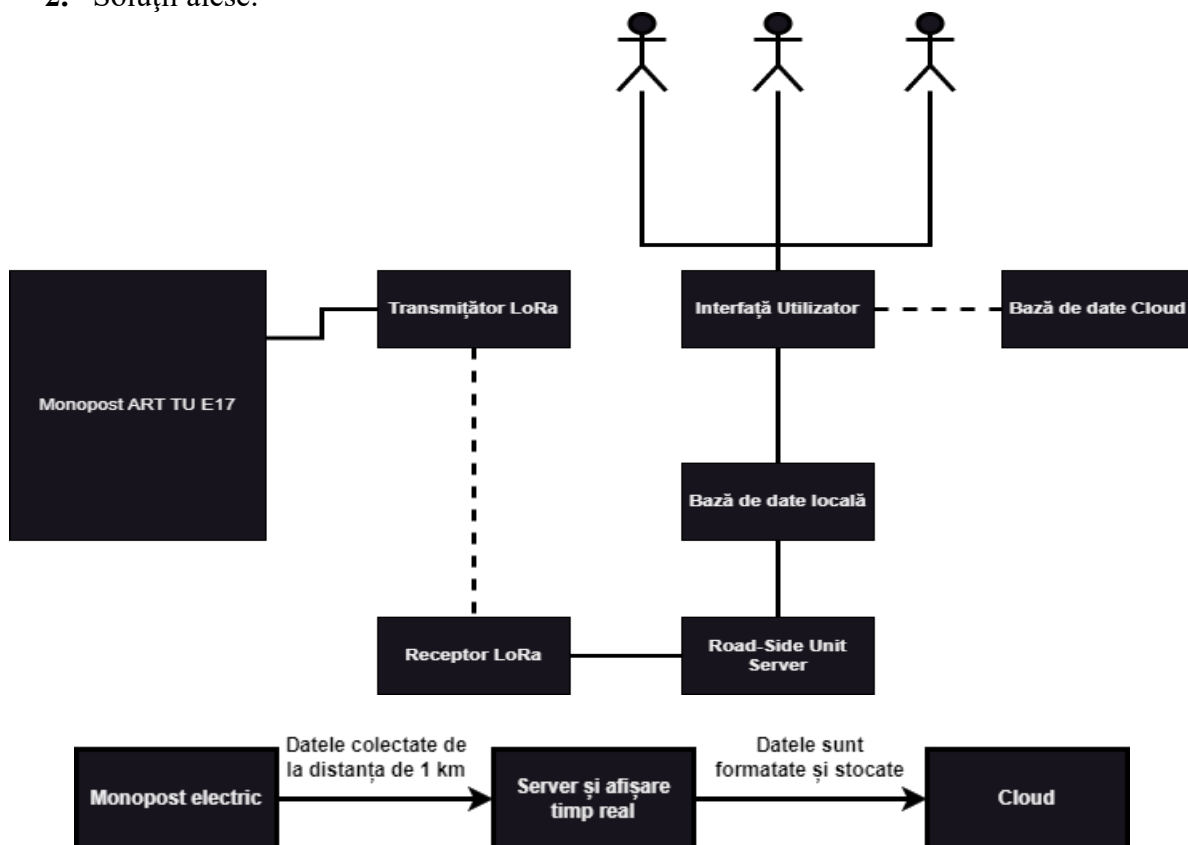 2. Soluţii alese:
Transmițător LoRa
Interfață Utilizator
Bază de date Cloud
Monopost ART TU E17
Bază de date locală
Receptor LoRa
Road-Side Unit
Server
Datele colectate de
la distanța de 1 km
Datele sunt
formatate și stocate
Monopost electric
Server și afișare
timp real
Cloud